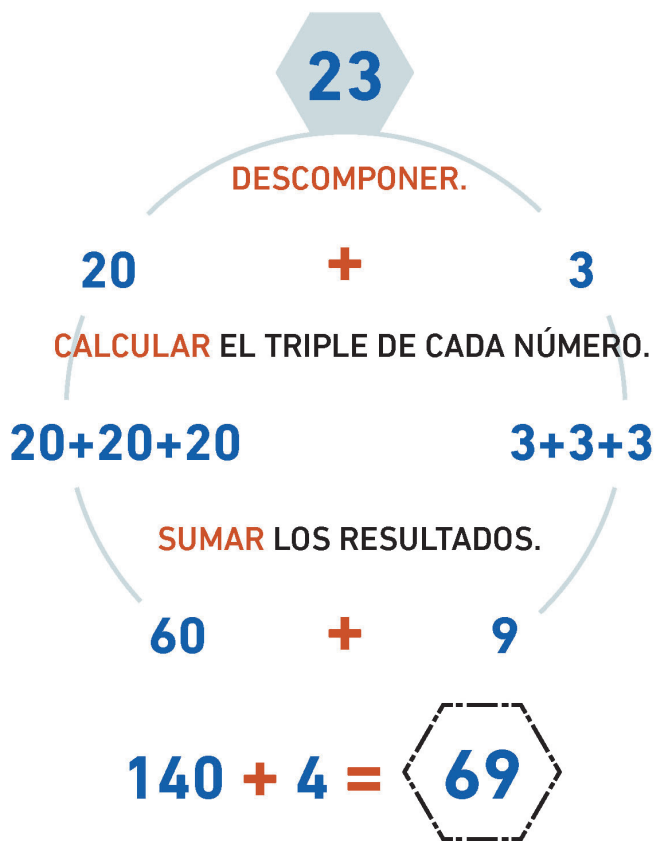 23
DESCOMPONER.
20 + 3
CALCULAR EL TRIPLE DE CADA NÚMERO.
20+20+20 3+3+3
SUMAR LOS RESULTADOS.
60 + 9
140 + 4 = 69